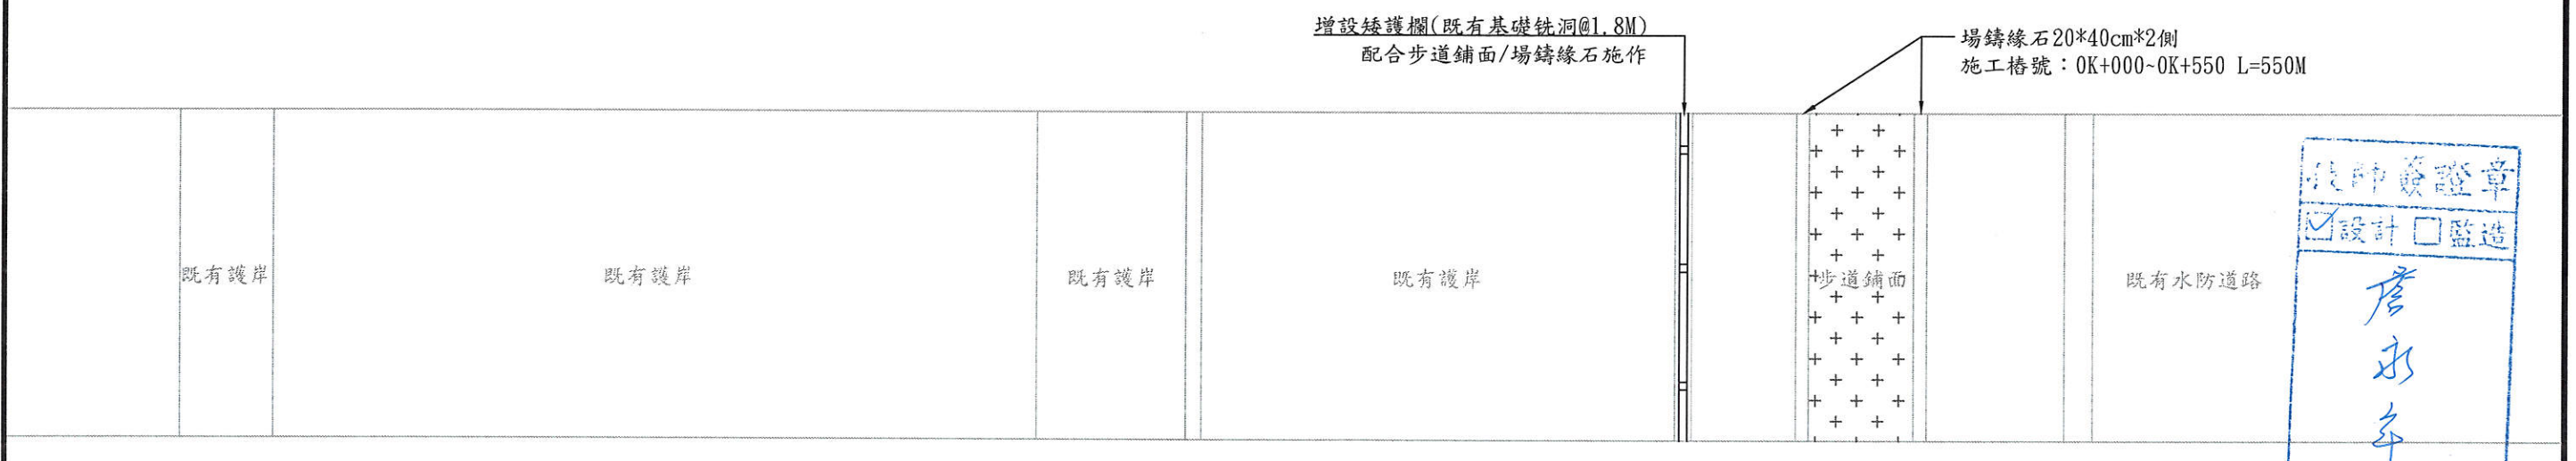 增設矮護欄(既有基礎铣洞@1.8M)
配合步道鋪面/場鑄緣石施作
場鑄緣石20*40cm*2側
施工樁號：0K+000~0K+550 L=550M
既有護岸
既有護岸
既有護岸
既有護岸
步道鋪面
既有水防道路
技師簽證章
☑設計 □監造